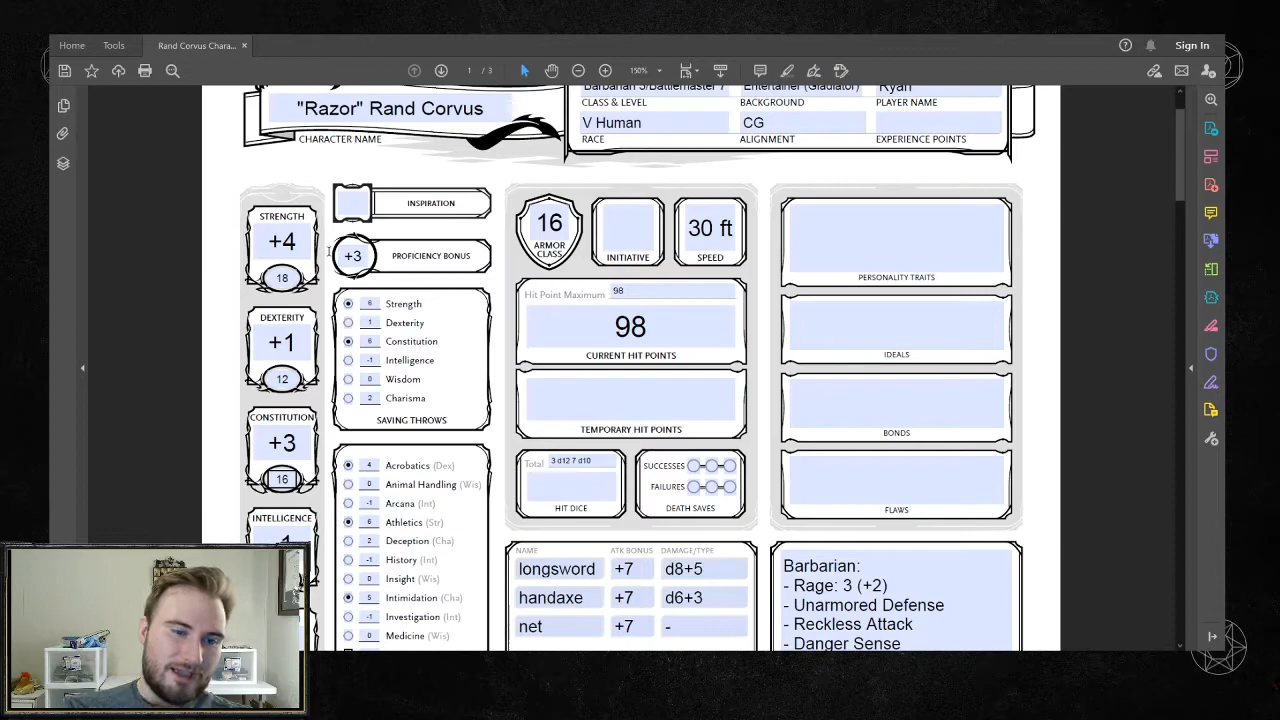 Home Tools Rand Corvus Chara... ×
Sign In
1 / 3 150%
Barbarian 3/Battlemaster 7 Entertainer (Gladiator) Ryan
"Razor" Rand Corvus
CLASS & LEVEL BACKGROUND PLAYER NAME
V Human CG
CHARACTER NAME
RACE ALIGNMENT EXPERIENCE POINTS
STRENGTH
+4
18
DEXTERITY
+1
12
CONSTITUTION
+3
16
INTELLIGENCE
INSPIRATION
+3 PROFICIENCY BONUS
6 Strength
1 Dexterity
6 Constitution
-1 Intelligence
0 Wisdom
2 Charisma
SAVING THROWS
4 Acrobatics (Dex)
0 Animal Handling (Wis)
-1 Arcana (Int)
6 Athletics (Str)
2 Deception (Cha)
-1 History (Int)
0 Insight (Wis)
5 Intimidation (Cha)
-1 Investigation (Int)
0 Medicine (Wis)
16
ARMOR
CLASS
INITIATIVE
30 ft
SPEED
Hit Point Maximum 98
98
CURRENT HIT POINTS
TEMPORARY HIT POINTS
Total 3 d12 7 d10
HIT DICE
SUCCESSES
FAILURES
DEATH SAVES
NAME ATK BONUS DAMAGE/TYPE
longsword +7 d8+5
handaxe +7 d6+3
net +7 -
PERSONALITY TRAITS
IDEALS
BONDS
FLAWS
Barbarian:
- Rage: 3 (+2)
- Unarmored Defense
- Reckless Attack
- Danger Sense